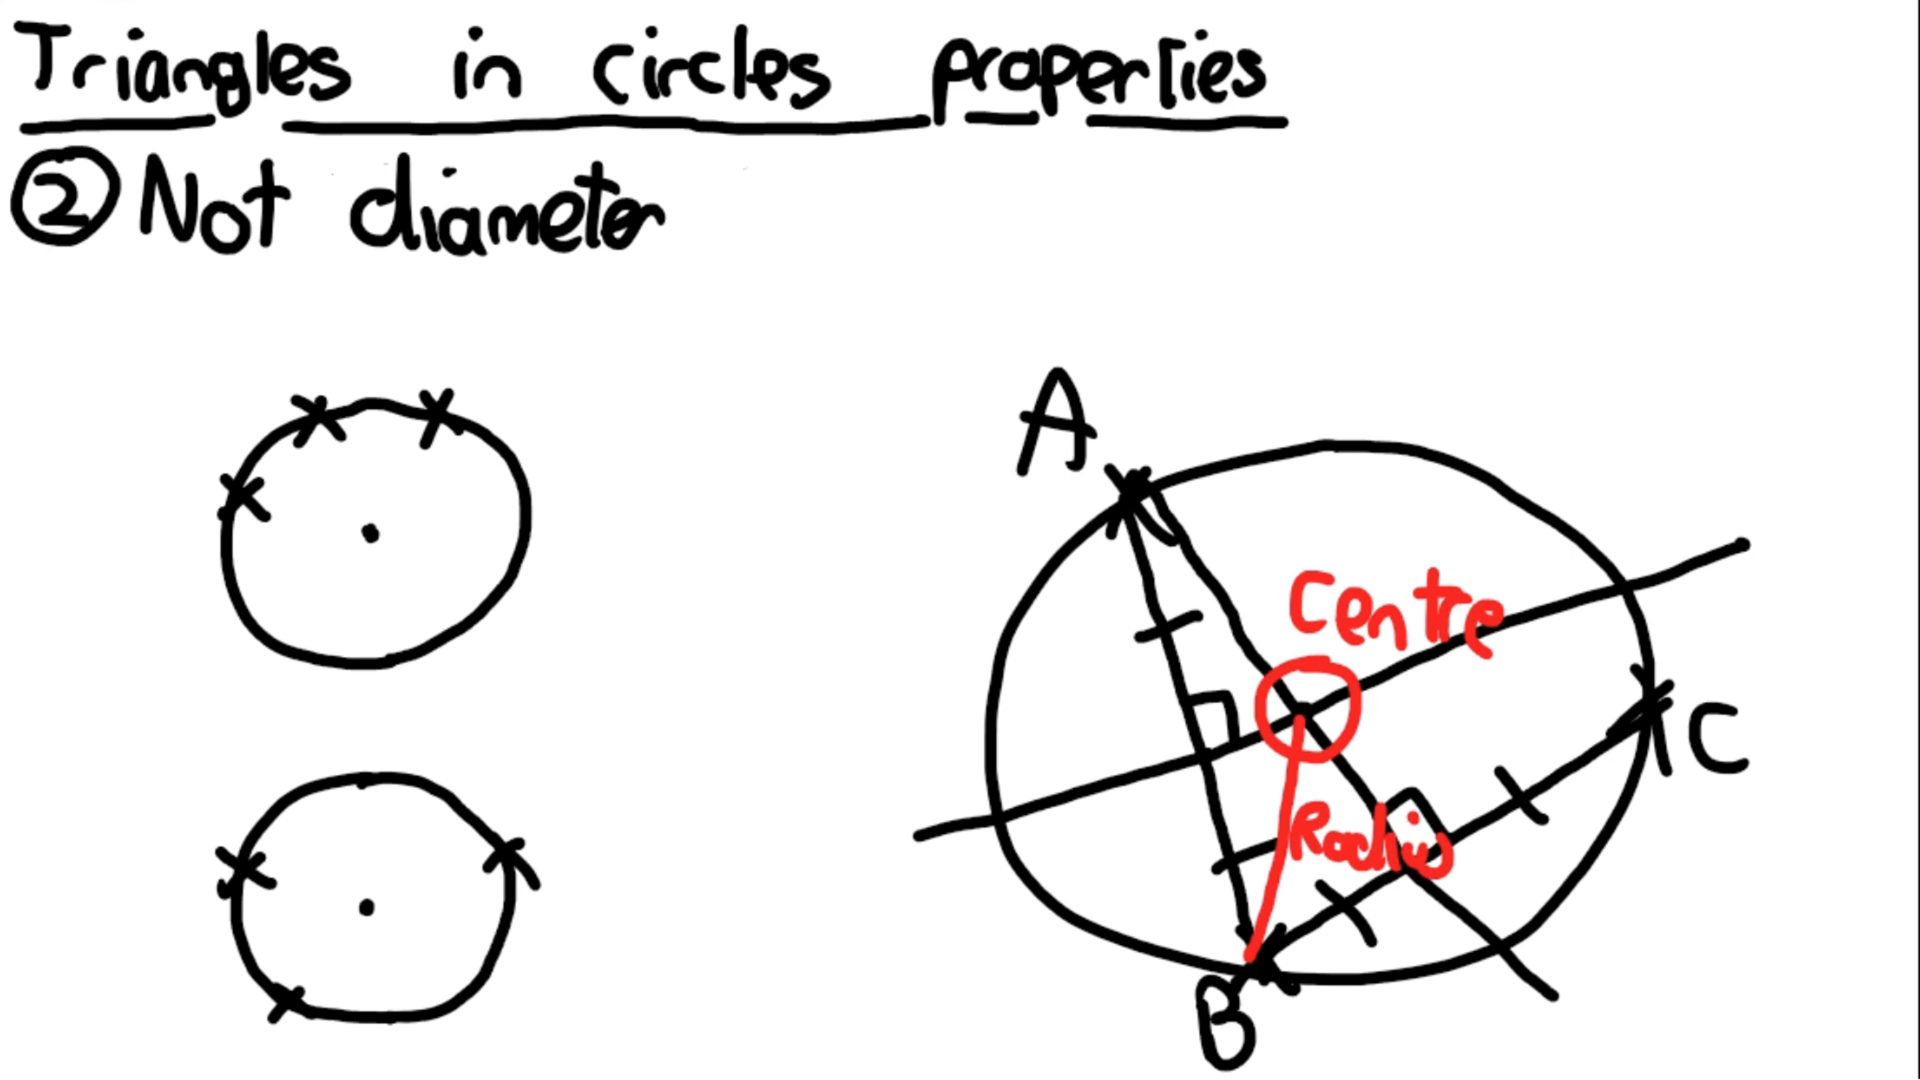 Triangles in circles properties
② Not diameter
A
Centre
C
Radius
B